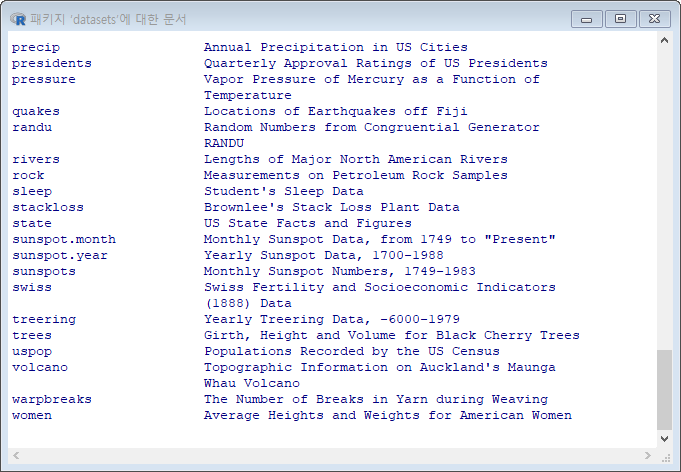 패키지 'datasets'에 대한 문서
precip Annual Precipitation in US Cities
presidents Quarterly Approval Ratings of US Presidents
pressure Vapor Pressure of Mercury as a Function of
Temperature
quakes Locations of Earthquakes off Fiji
randu Random Numbers from Congruential Generator
RANDU
rivers Lengths of Major North American Rivers
rock Measurements on Petroleum Rock Samples
sleep Student's Sleep Data
stackloss Brownlee's Stack Loss Plant Data
state US State Facts and Figures
sunspot.month Monthly Sunspot Data, from 1749 to "Present"
sunspot.year Yearly Sunspot Data, 1700-1988
sunspots Monthly Sunspot Numbers, 1749-1983
swiss Swiss Fertility and Socioeconomic Indicators
(1888) Data
treering Yearly Treering Data, -6000-1979
trees Girth, Height and Volume for Black Cherry Trees
uspop Populations Recorded by the US Census
volcano Topographic Information on Auckland's Maunga
Whau Volcano
warpbreaks The Number of Breaks in Yarn during Weaving
women Average Heights and Weights for American Women